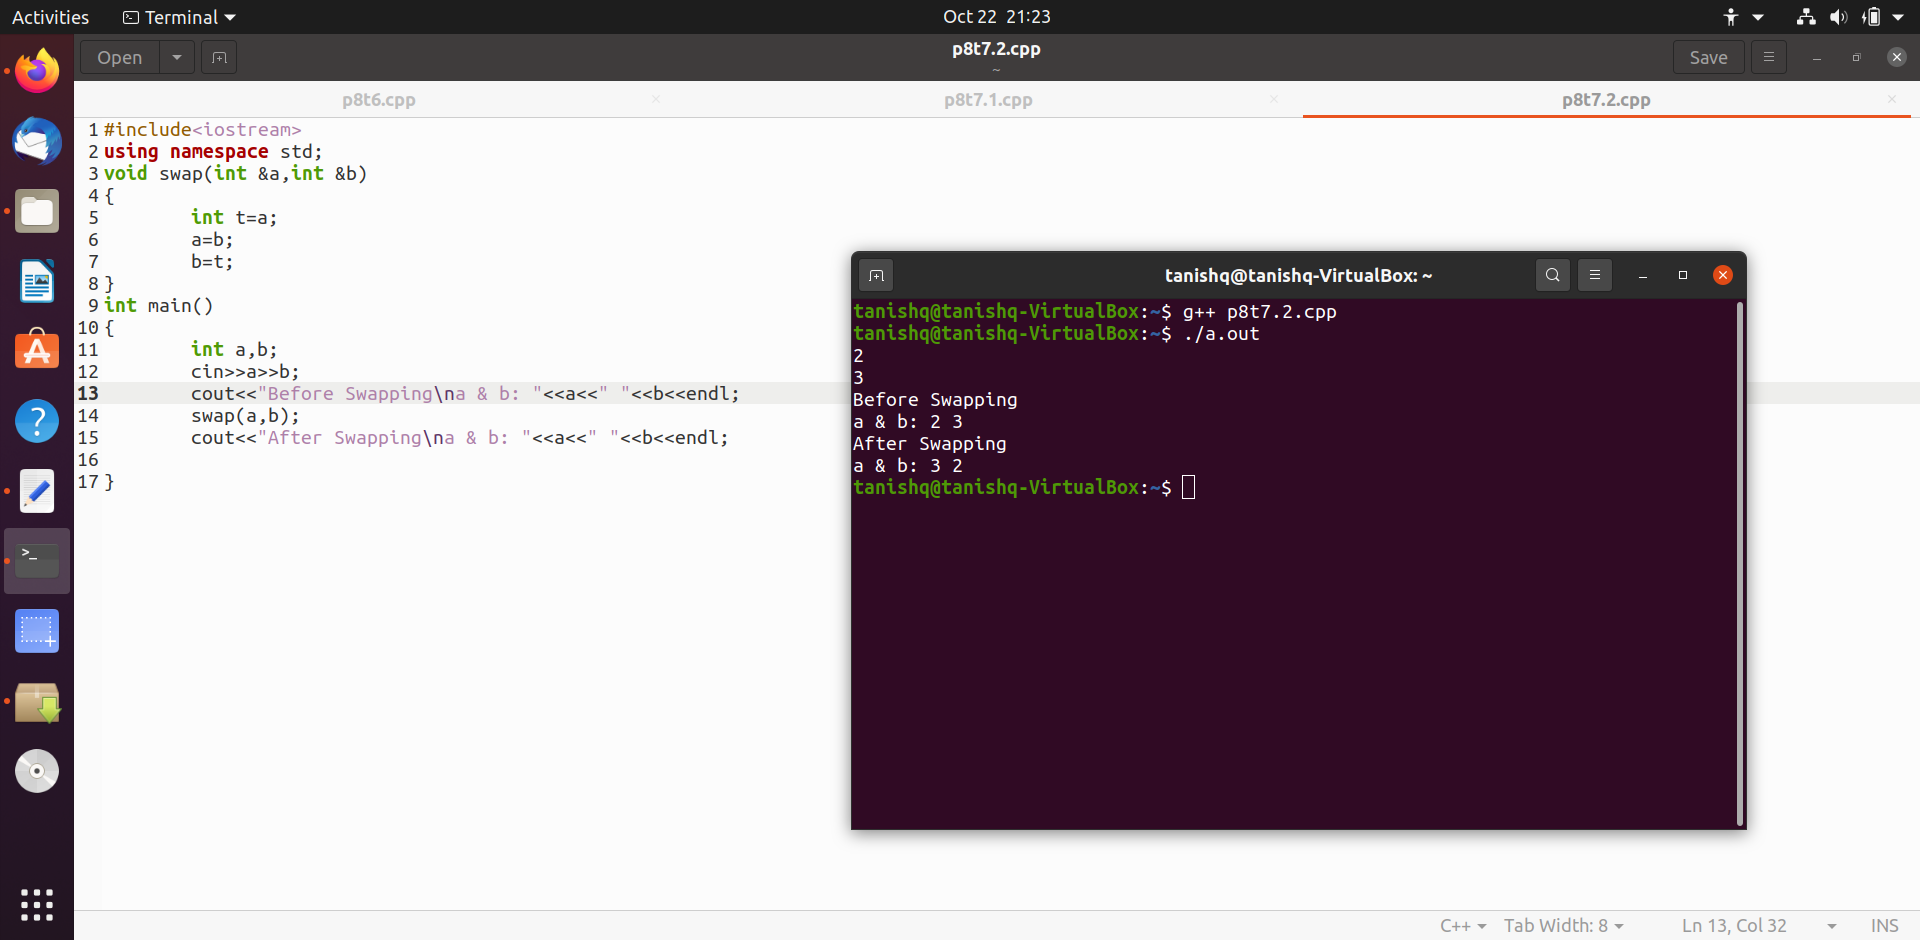 Activities Terminal Oct 22 21:23
Open p8t7.2.cpp Save
~
p8t6.cpp p8t7.1.cpp p8t7.2.cpp
1 #include<iostream>
2 using namespace std;
3 void swap(int &a,int &b)
4 {
5         int t=a;
6         a=b;
7         b=t;
8 }
9 int main()
10 {
11         int a,b;
12         cin>>a>>b;
13         cout<<"Before Swapping\na & b: "<<a<<" "<<b<<endl;
14         swap(a,b);
15         cout<<"After Swapping\na & b: "<<a<<" "<<b<<endl;
16
17 }
tanishq@tanishq-VirtualBox: ~
tanishq@tanishq-VirtualBox:~$ g++ p8t7.2.cpp
tanishq@tanishq-VirtualBox:~$ ./a.out
2
3
Before Swapping
a & b: 2 3
After Swapping
a & b: 3 2
tanishq@tanishq-VirtualBox:~$
C++ Tab Width: 8 Ln 13, Col 32 INS